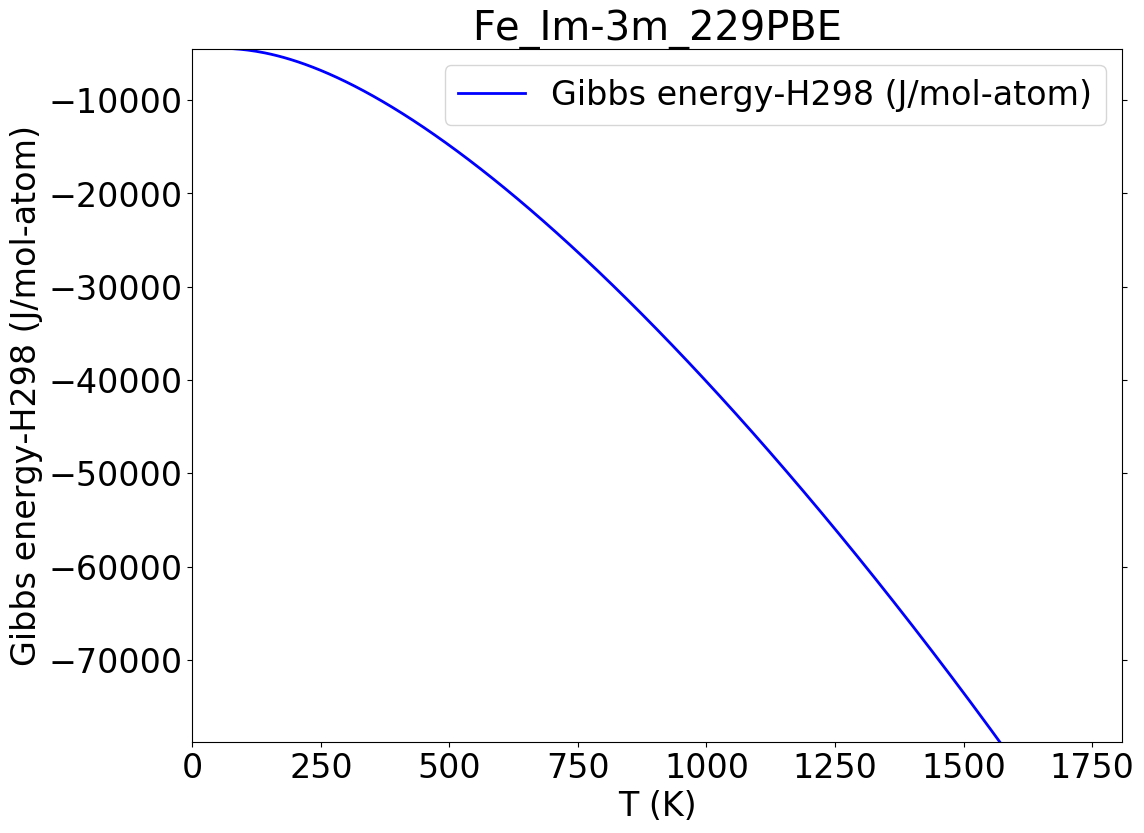 Fe_Im-3m_229PBE
Gibbs energy-H298 (J/mol-atom)
Gibbs energy-H298 (J/mol-atom)
−10000
−20000
−30000
−40000
−50000
−60000
−70000
0 250 500 750 1000 1250 1500 1750
T (K)